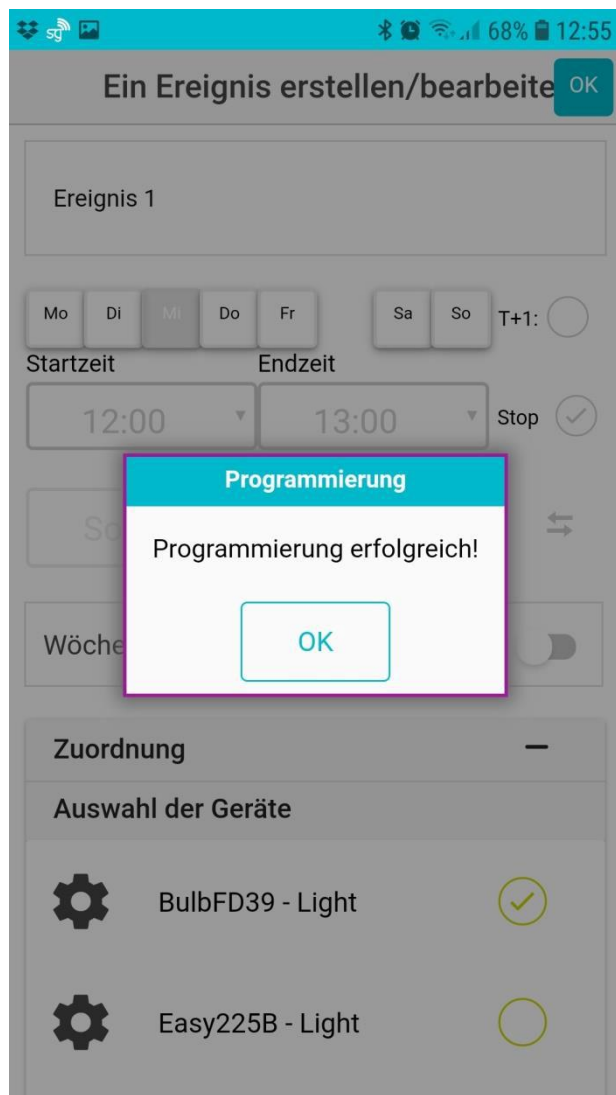 sg 68% 12:55
Ein Ereignis erstellen/bearbeite OK
Ereignis 1
Mo Di Mi Do Fr Sa So T+1:
Startzeit Endzeit
12:00 13:00 Stop
Programmierung
So
Programmierung erfolgreich!
Wöche
OK
Zuordnung
Auswahl der Geräte
BulbFD39 - Light
Easy225B - Light